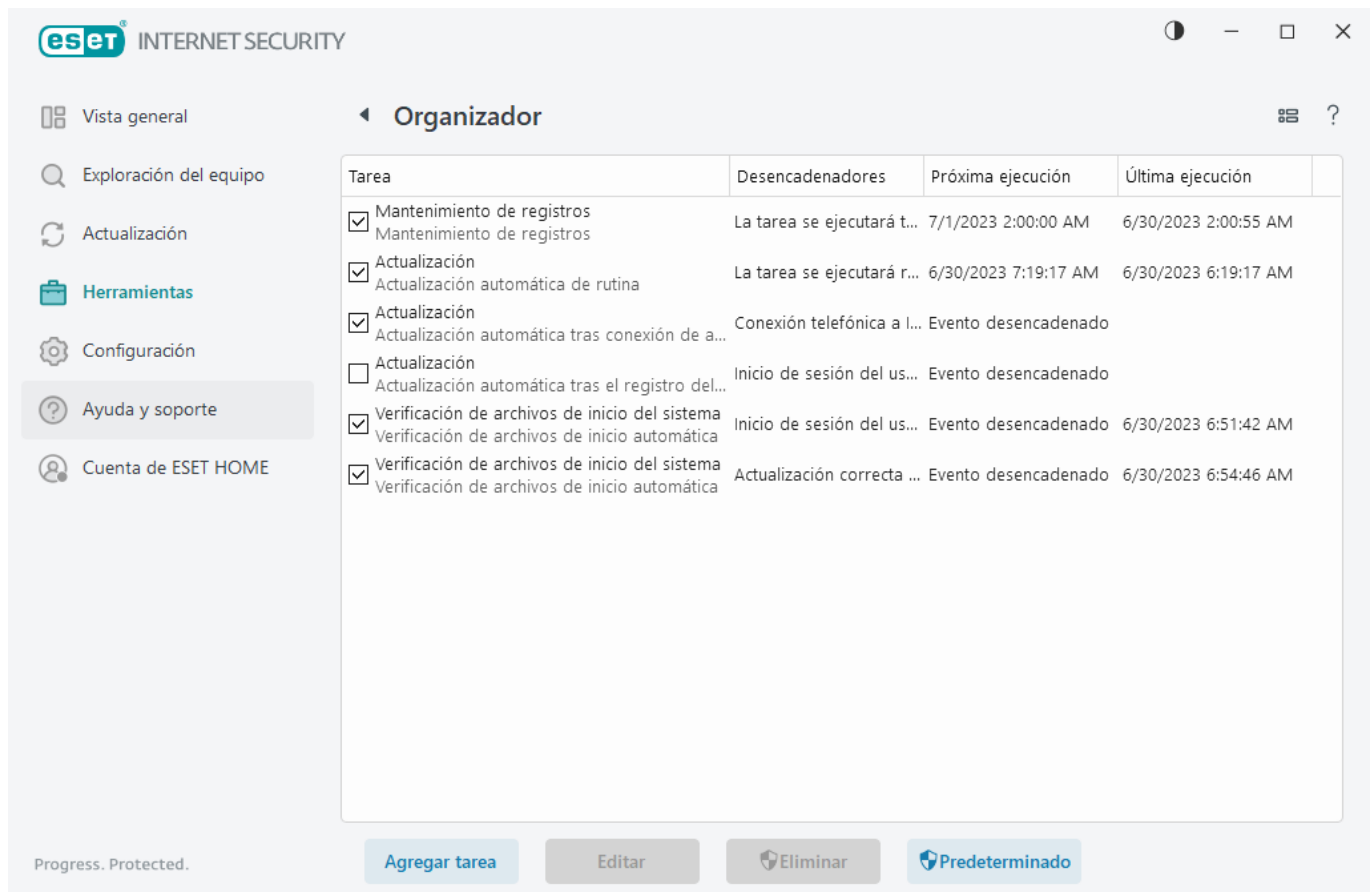 eset® INTERNET SECURITY
Vista general
Exploración del equipo
Actualización
Herramientas
Configuración
Ayuda y soporte
Cuenta de ESET HOME
Progress. Protected.
Organizador
?
Tarea Desencadenadores Próxima ejecución Última ejecución
Mantenimiento de registros
Mantenimiento de registros
La tarea se ejecutará t... 7/1/2023 2:00:00 AM 6/30/2023 2:00:55 AM
Actualización
Actualización automática de rutina
La tarea se ejecutará r... 6/30/2023 7:19:17 AM 6/30/2023 6:19:17 AM
Actualización
Actualización automática tras conexión de a...
Conexión telefónica a I... Evento desencadenado
Actualización
Actualización automática tras el registro del...
Inicio de sesión del us... Evento desencadenado
Verificación de archivos de inicio del sistema
Verificación de archivos de inicio automática
Inicio de sesión del us... Evento desencadenado 6/30/2023 6:51:42 AM
Verificación de archivos de inicio del sistema
Verificación de archivos de inicio automática
Actualización correcta ... Evento desencadenado 6/30/2023 6:54:46 AM
Agregar tarea Editar Eliminar Predeterminado